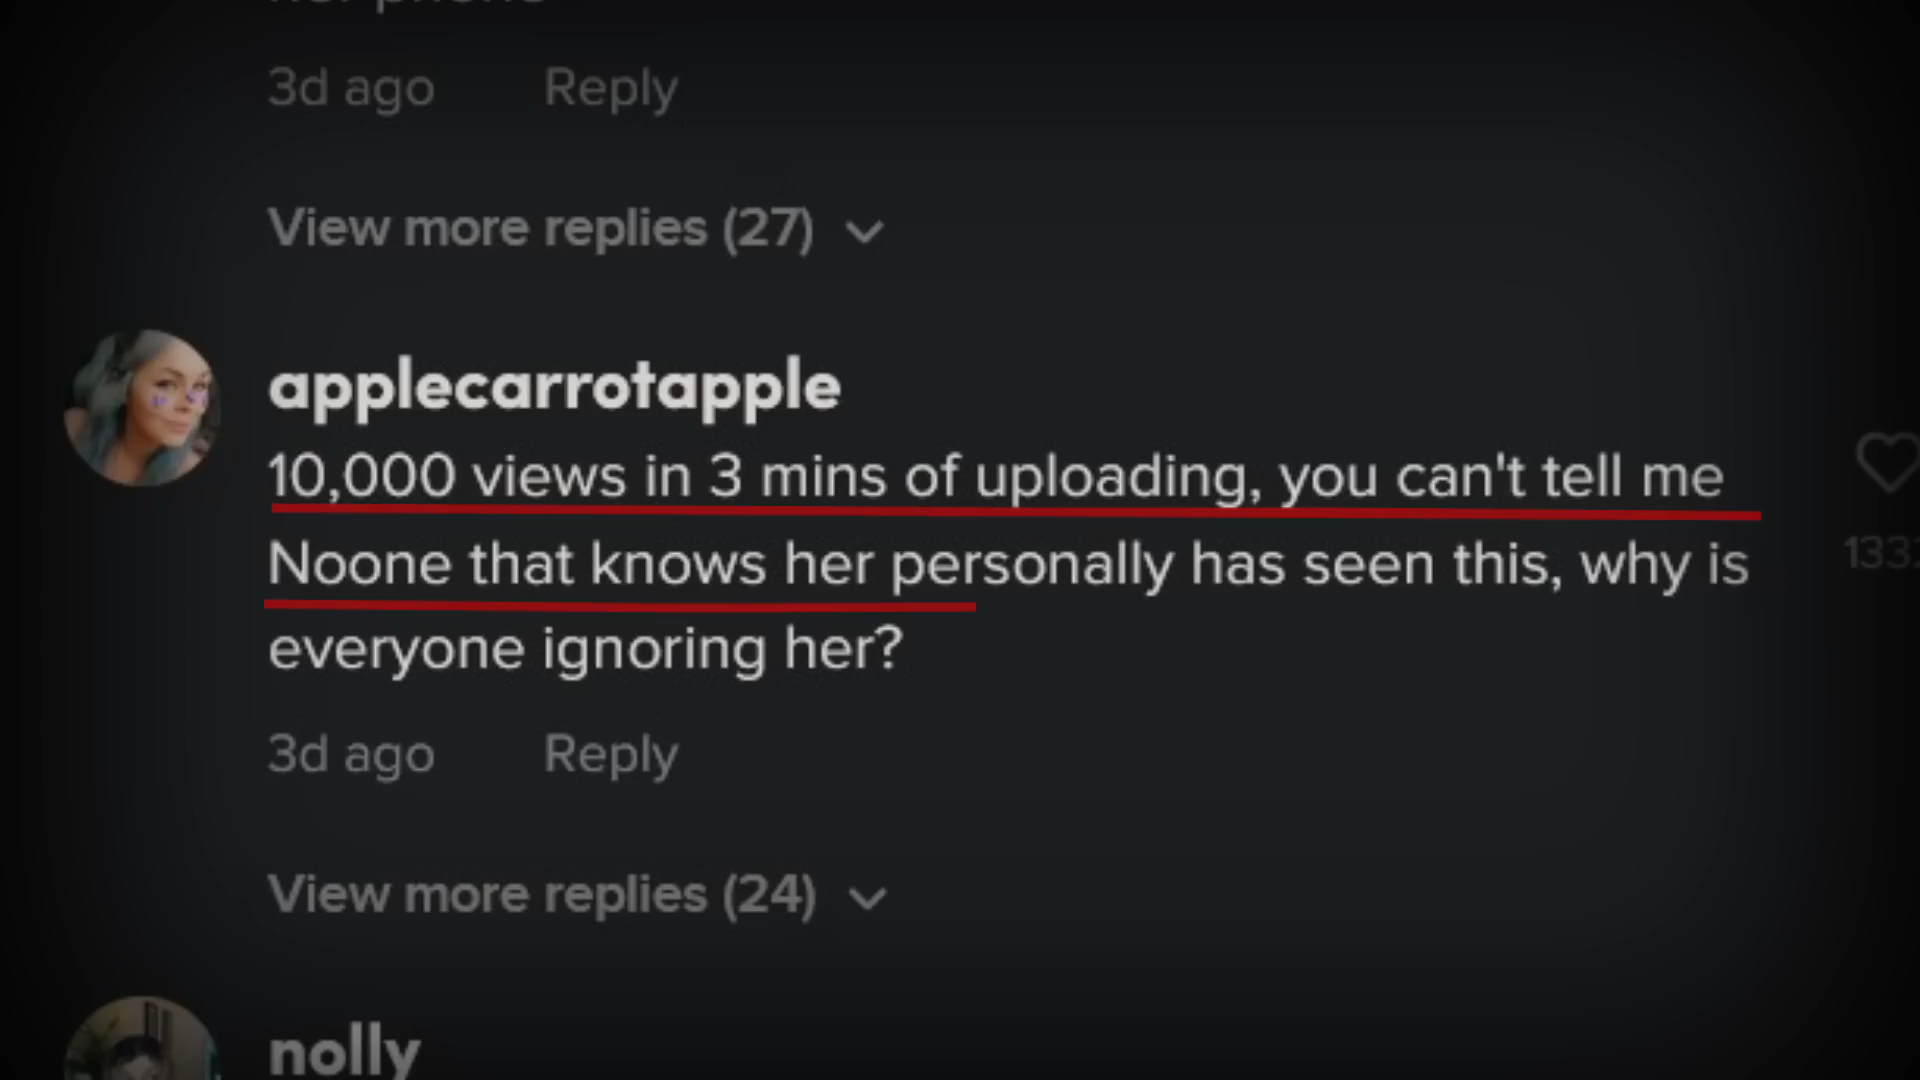 her phone
3d ago Reply
View more replies (27)
applecarrotapple
10,000 views in 3 mins of uploading, you can't tell me
Noone that knows her personally has seen this, why is
everyone ignoring her?
3d ago Reply
View more replies (24)
nolly